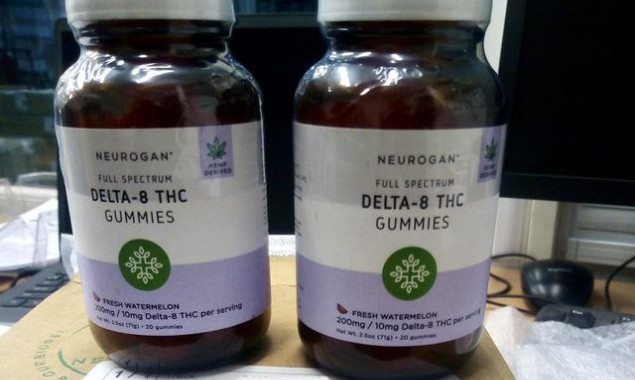 NEUROGAN®
HEMP
DERIVED
FULL SPECTRUM
DELTA-8 THC
GUMMIES
FRESH WATERMELON
200mg / 10mg Delta-8 THC per serving
Net Wt. 2.5oz (71g) • 20 gummies
NEUROGAN®
HEMP
DERIVED
FULL SPECTRUM
DELTA-8 THC
GUMMIES
FRESH WATERMELON
200mg / 10mg Delta-8 THC per serving
Net Wt. 2.5oz (71g) • 20 gummies